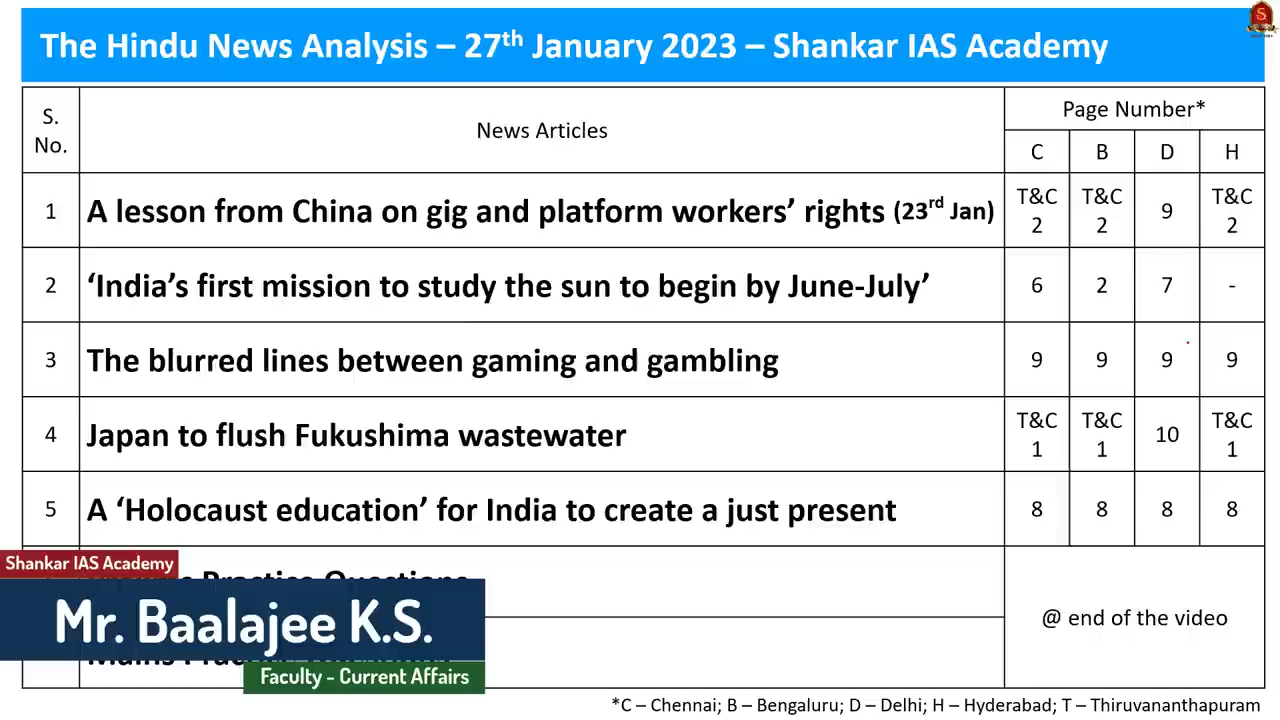 The Hindu News Analysis – 27th January 2023 – Shankar IAS Academy
S. No.
News Articles
Page Number*
C B D H
1 A lesson from China on gig and platform workers' rights (23rd Jan) T&C 2 T&C 2 9 T&C 2
2 'India's first mission to study the sun to begin by June-July' 6 2 7 -
3 The blurred lines between gaming and gambling 9 9 9 9
4 Japan to flush Fukushima wastewater T&C 1 T&C 1 10 T&C 1
5 A 'Holocaust education' for India to create a just present 8 8 8 8
Practice Questions
@ end of the video
Shankar IAS Academy
Mr. Baalajee K.S.
Faculty - Current Affairs
*C – Chennai; B – Bengaluru; D – Delhi; H – Hyderabad; T – Thiruvananthapuram